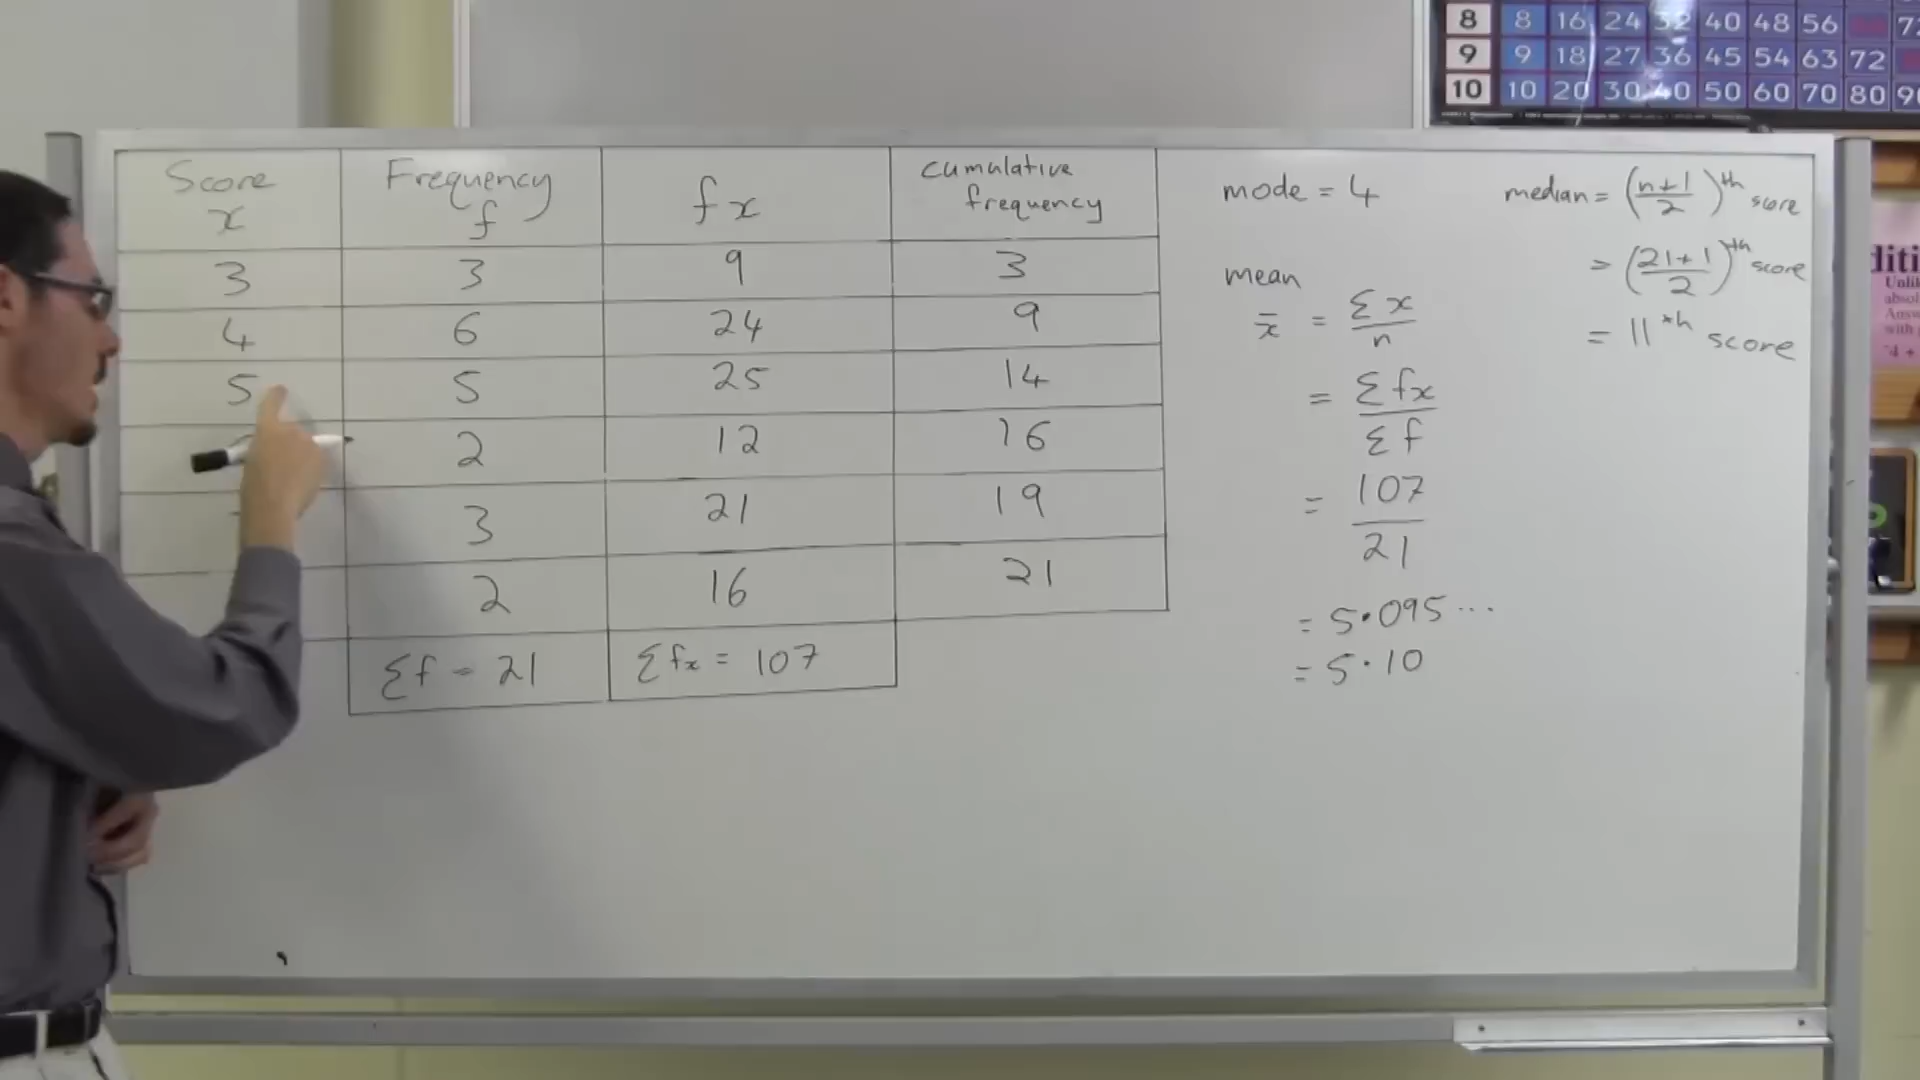 8 8 16 24 32 40 48 56
9 9 18 27 36 45 54 63 72
10 10 20 30 40 50 60 70 80 90
Score x Frequency f fx cumulative frequency
3 3 9 3
4 6 24 9
5 5 25 14
2 12 16
3 21 19
2 16 21
Σf = 21 Σfx = 107
mode = 4
mean
x̄ = Σx/n
= Σfx/Σf
= 107/21
= 5·095...
= 5·10
median = (n+1/2)th score
= (21+1/2)th score
= 11th score